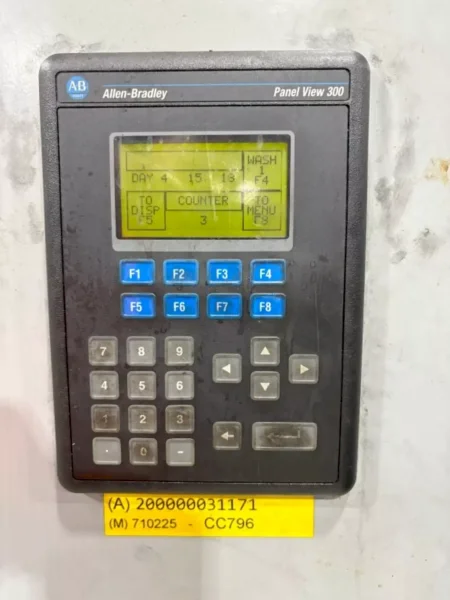 AB Allen-Bradley Panel View 300
WASH
1
DAY 4 15 13 F4
TO COUNTER TO
DISP MENU
F5 3 F8
F1 F2 F3 F4
F5 F6 F7 F8
7 8 9
4 5 6
1 2 3
. 0 -
(A) 200000031171
(M) 710225 - CC796